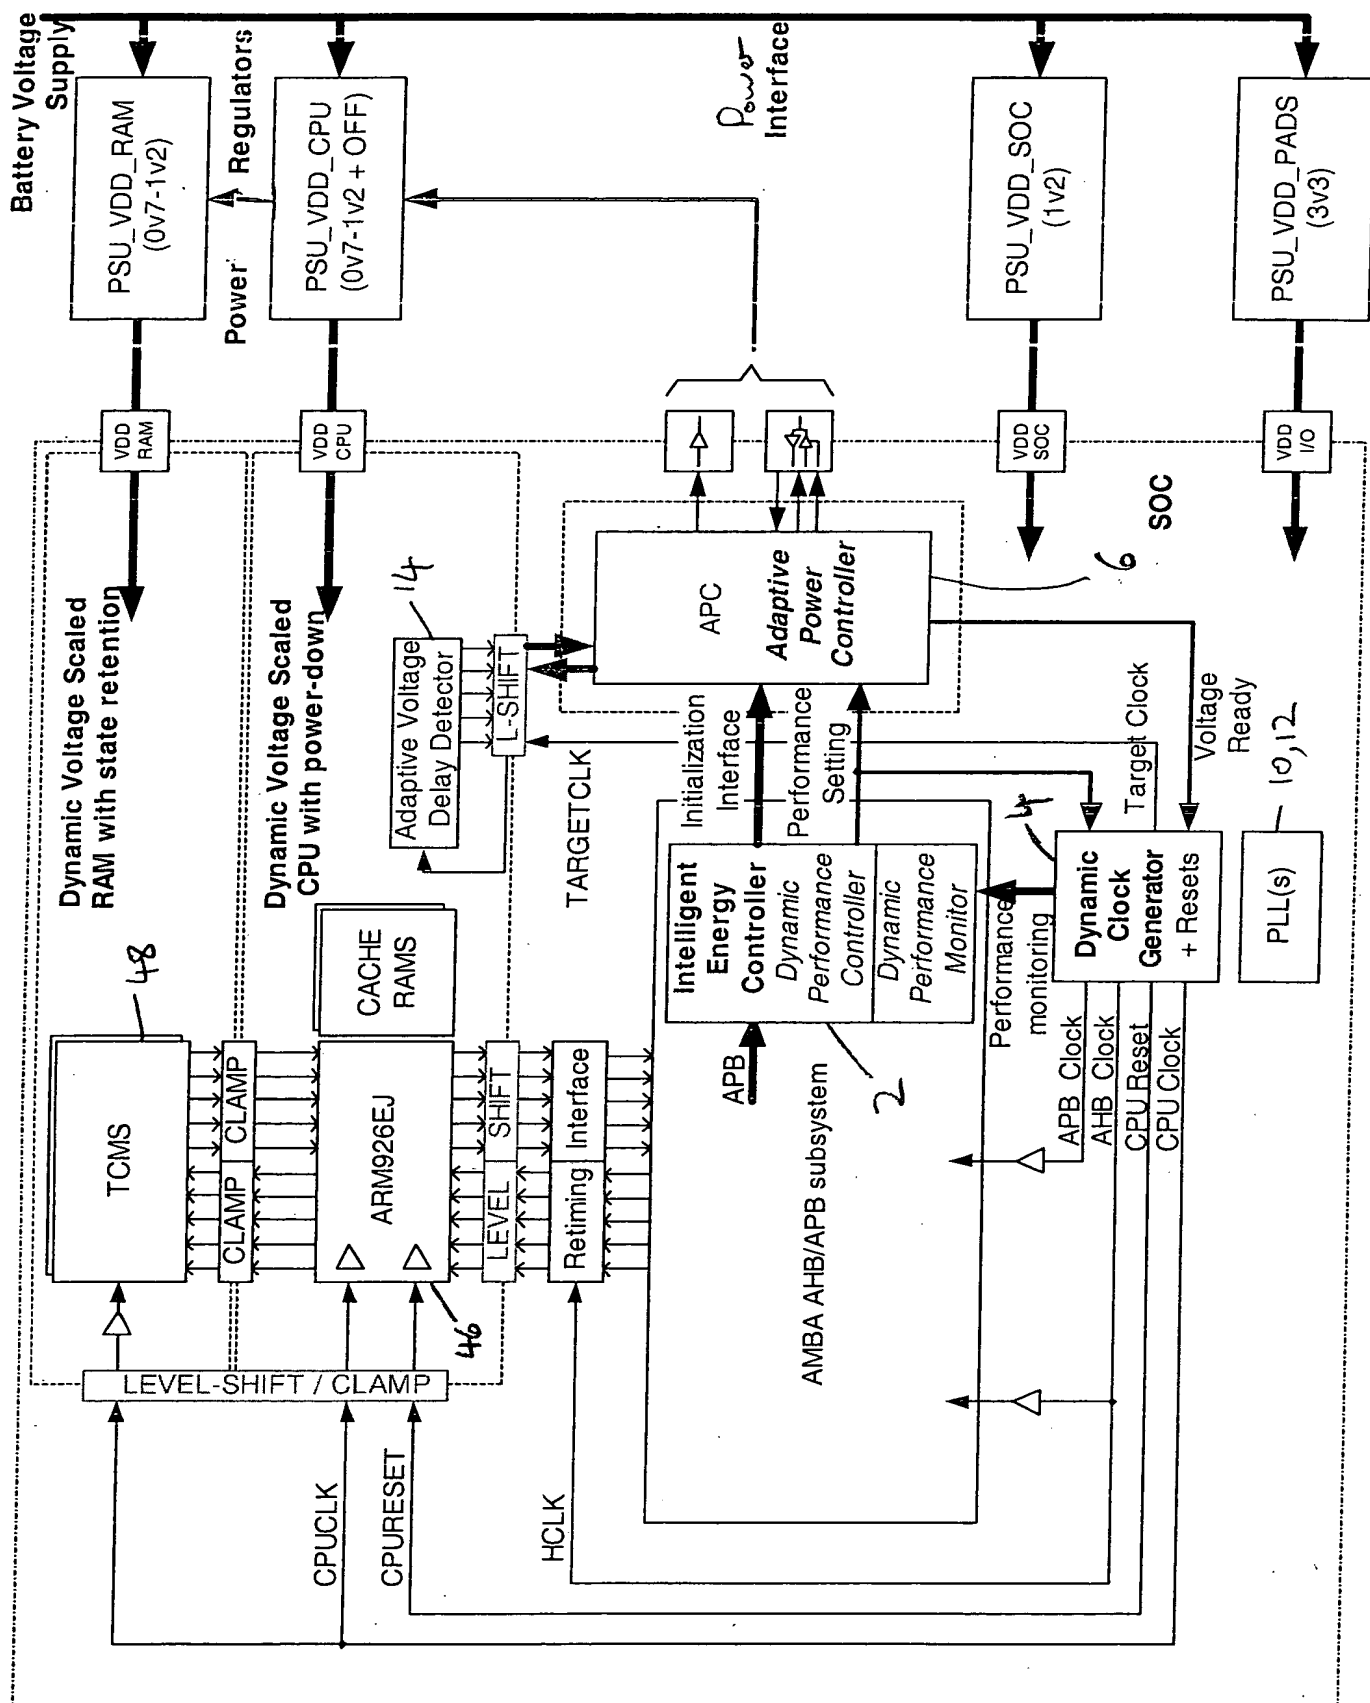 Battery Voltage
Supply
PSU_VDD_RAM
(0v7-1v2)
Power Regulators
PSU_VDD_CPU
(0v7-1v2 + OFF)
Power
Interface
PSU_VDD_SOC
(1v2)
PSU_VDD_PADS
(3v3)
VDD
RAM
VDD
CPU
VDD
SOC
VDD
I/O
SOC
Dynamic Voltage Scaled
RAM with state retention
Dynamic Voltage Scaled
CPU with power-down
14
Adaptive Voltage
Delay Detector
L-SHIFT
APC
Adaptive
Power
Controller
6
TARGETCLK
Initialization
Interface
Performance
Setting
Target Clock
Voltage
Ready
10,12
48
TCMS
CACHE
RAMS
CLAMP
CLAMP
ARM926EJ
46
LEVEL SHIFT
Retiming Interface
LEVEL-SHIFT / CLAMP
Intelligent
Energy
Controller
Dynamic
Performance
Controller
Dynamic
Performance
Monitor
APB
2
AMBA AHB/APB subsystem
Performance
monitoring
4
Dynamic
Clock
Generator
+ Resets
PLL(s)
APB Clock
AHB Clock
CPU Reset
CPU Clock
CPUCLK
CPURESET
HCLK